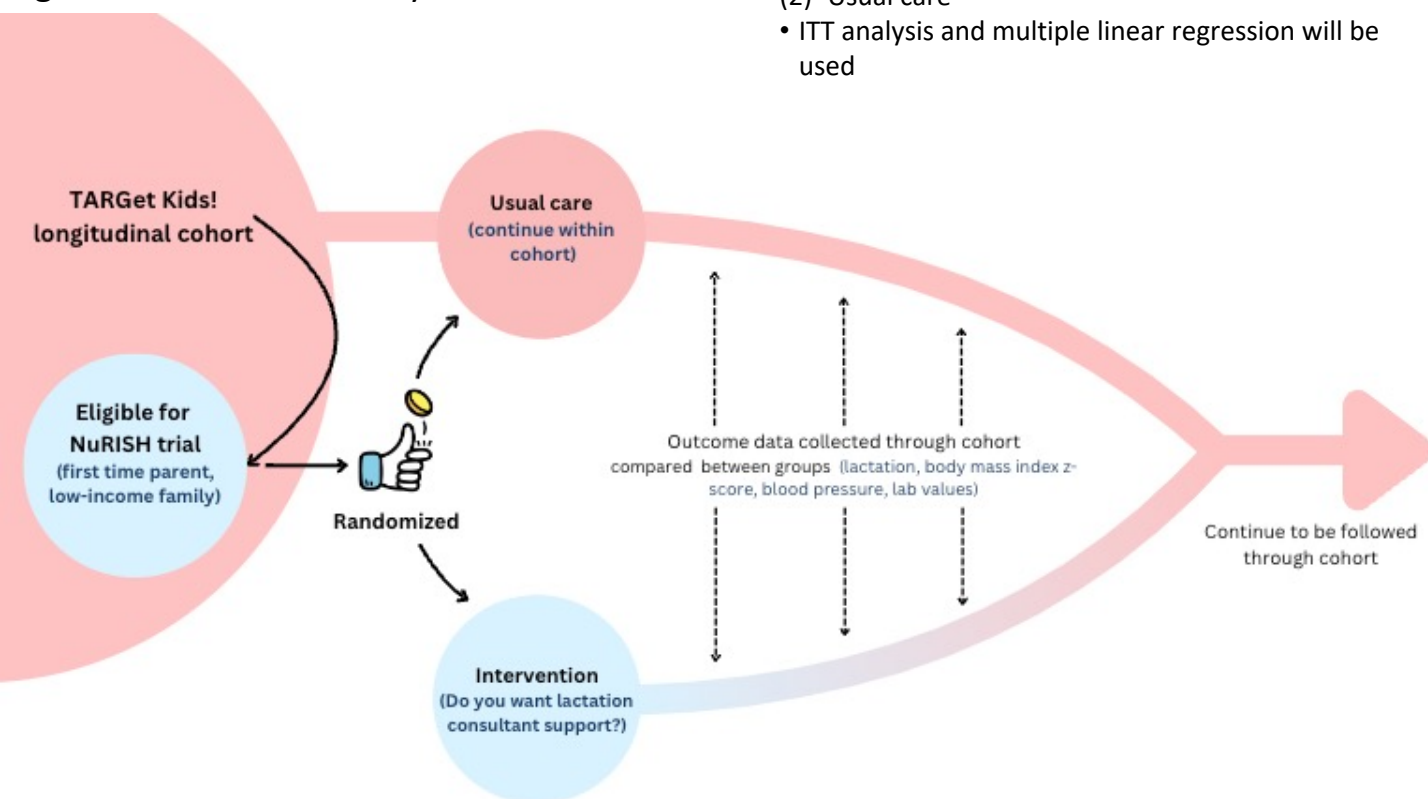 (2) Usual care
• ITT analysis and multiple linear regression will be
used
TARGet Kids!
longitudinal cohort
Usual care
(continue within
cohort)
Eligible for
NuRISH trial
(first time parent,
low-income family)
Randomized
Outcome data collected through cohort
compared between groups (lactation, body mass index z-
score, blood pressure, lab values)
Continue to be followed
through cohort
Intervention
(Do you want lactation
consultant support?)